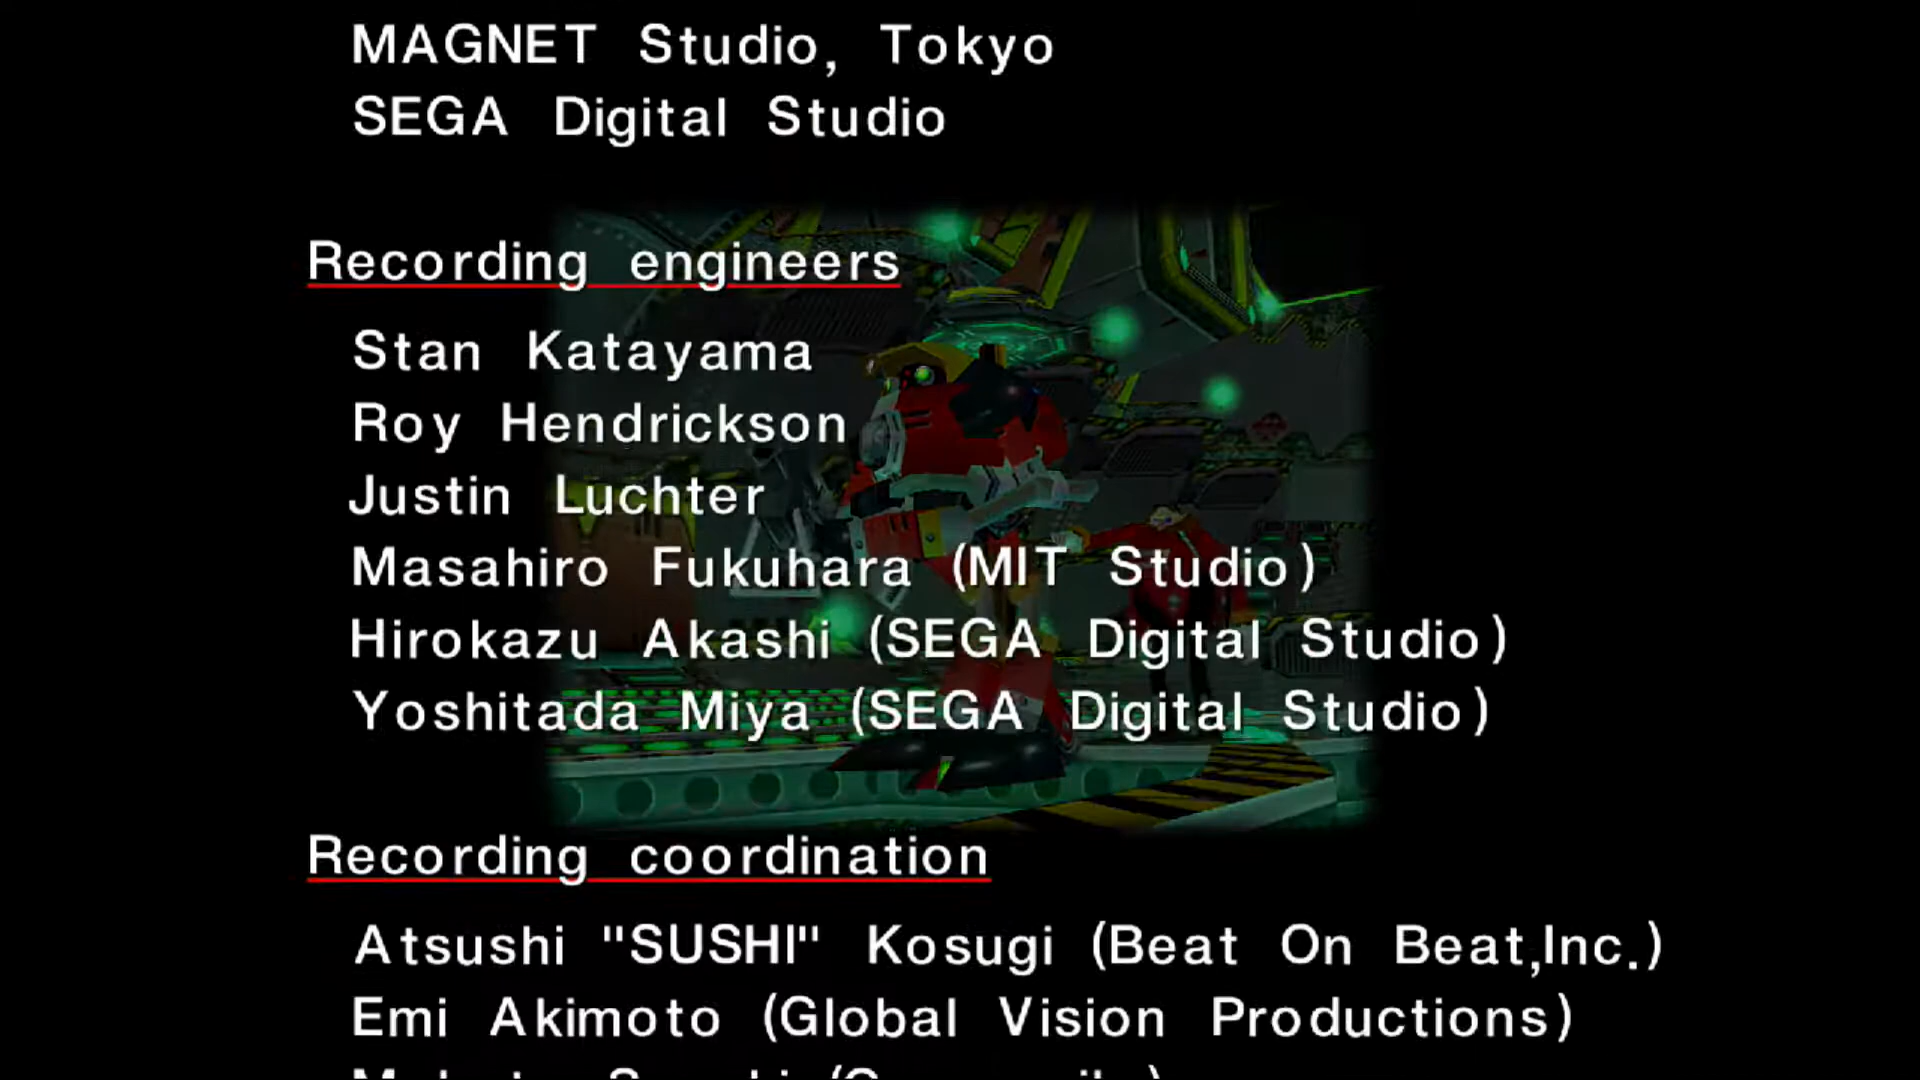 MAGNET Studio, Tokyo
SEGA Digital Studio
Recording engineers
Stan Katayama
Roy Hendrickson
Justin Luchter
Masahiro Fukuhara (MIT Studio)
Hirokazu Akashi (SEGA Digital Studio)
Yoshitada Miya (SEGA Digital Studio)
Recording coordination
Atsushi "SUSHI" Kosugi (Beat On Beat,Inc.)
Emi Akimoto (Global Vision Productions)